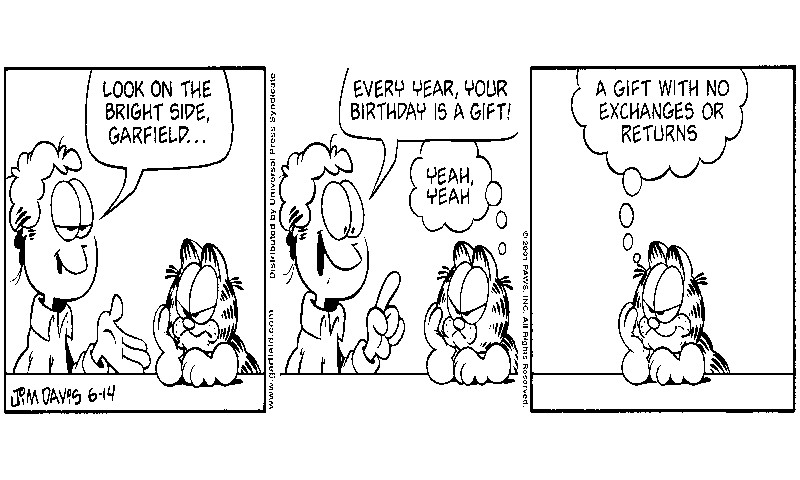 LOOK ON THE
BRIGHT SIDE,
GARFIELD...
JIM DAVIS 6-14
www.garfield.com
Distributed by Universal Press Syndicate
EVERY YEAR, YOUR
BIRTHDAY IS A GIFT!
YEAH,
YEAH
© 2001 PAWS, INC. All Rights Reserved.
A GIFT WITH NO
EXCHANGES OR
RETURNS